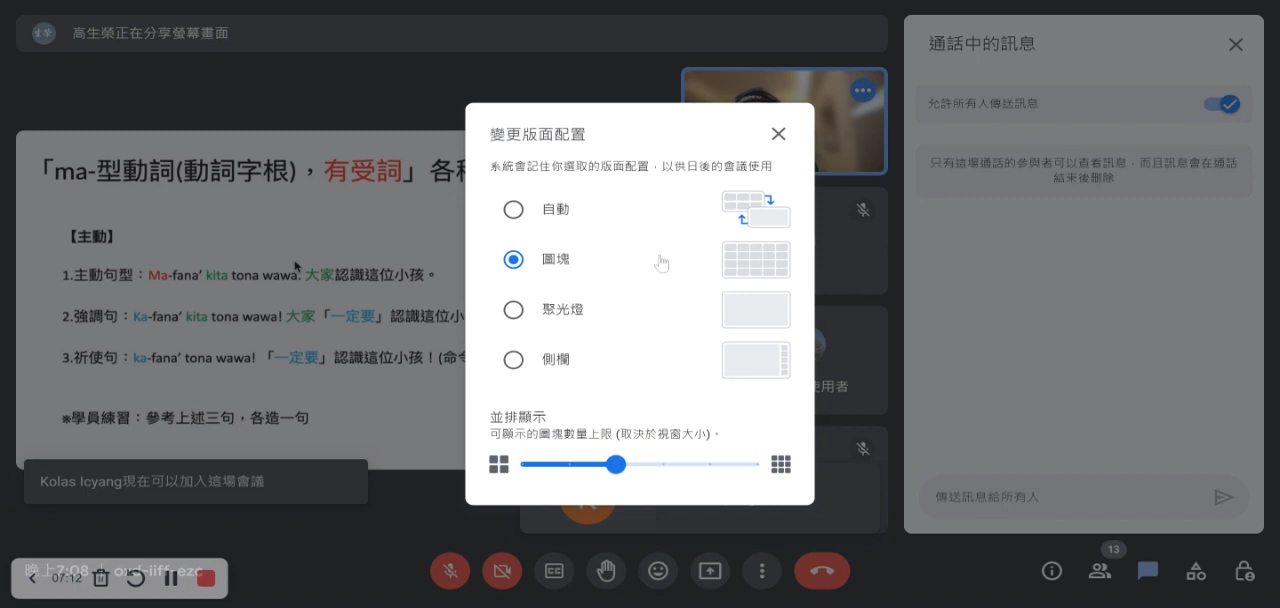 高生榮正在分享螢幕畫面
「ma-型動詞(動詞字根)，有受詞」各
【主動】
1.主動句型：Ma-fana’ kita tona wawa. 大家認識這位小孩。
2.強調句：Ka-fana’ kita tona wawa! 大家「一定要」認識這位小
3.祈使句：ka-fana’ tona wawa! 「一定要」認識這位小孩！(命
※學員練習：參考上述三句，各造一句
Kolas Icyang現在可以加入這場會議
變更版面配置
系統會記住你選取的版面配置，以供日後的會議使用
自動
圖塊
聚光燈
側欄
並排顯示
可顯示的圖塊數量上限 (取決於視窗大小)。
使用者
通話中的訊息
允許所有人傳送訊息
只有這場通話的參與者可以查看訊息，而且訊息會在通話
結束後刪除
傳送訊息給所有人
晚上7:08
07:12
CC
13